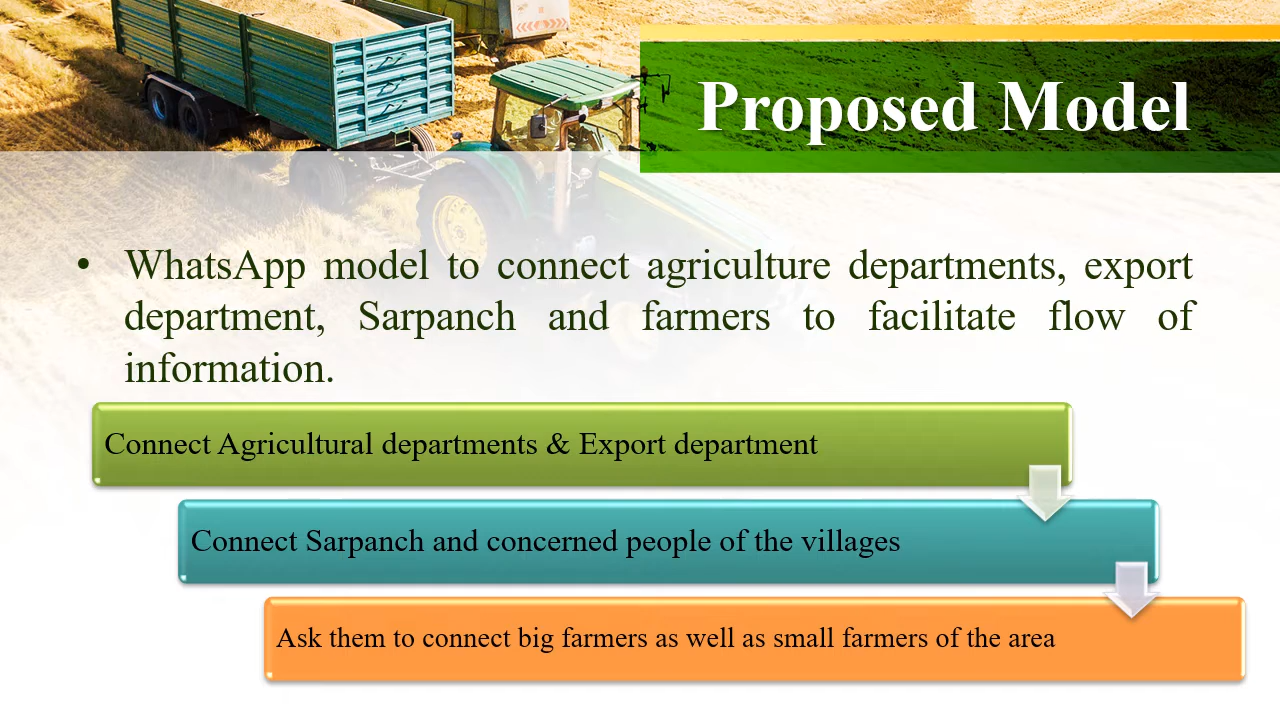 Proposed Model
• WhatsApp model to connect agriculture departments, export
department, Sarpanch and farmers to facilitate flow of
information.
Connect Agricultural departments & Export department
Connect Sarpanch and concerned people of the villages
Ask them to connect big farmers as well as small farmers of the area